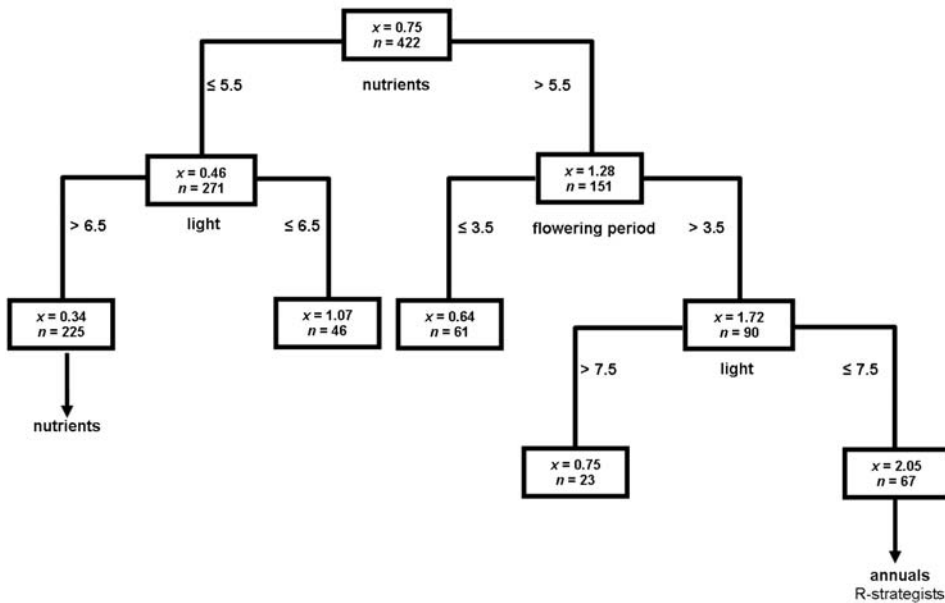 x = 0.75
n = 422
≤ 5.5
nutrients
> 5.5
x = 0.46
n = 271
x = 1.28
n = 151
> 6.5
light
≤ 6.5
≤ 3.5
flowering period
> 3.5
x = 0.34
n = 225
x = 1.07
n = 46
x = 0.64
n = 61
x = 1.72
n = 90
> 7.5
light
≤ 7.5
nutrients
x = 0.75
n = 23
x = 2.05
n = 67
annuals
R-strategists